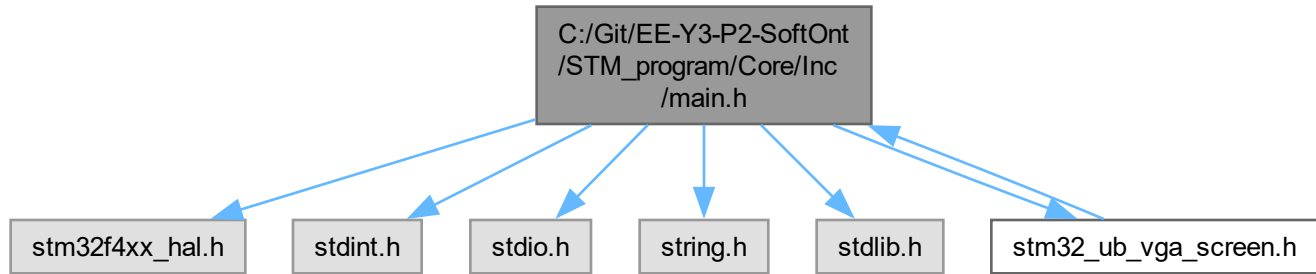 C:/Git/EE-Y3-P2-SoftOnt
/STM_program/Core/Inc
/main.h
stm32f4xx_hal.h
stdint.h
stdio.h
string.h
stdlib.h
stm32_ub_vga_screen.h